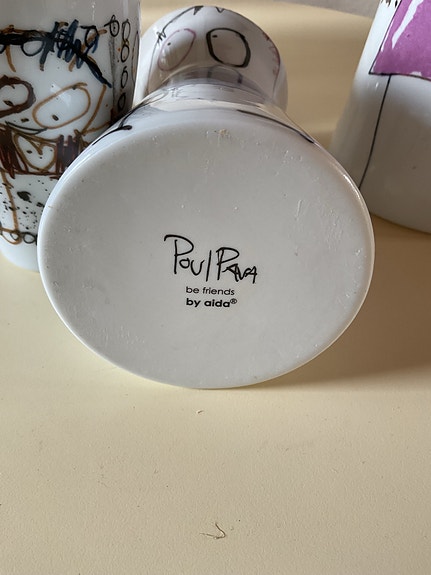 Poul Pava
be friends
by aida®